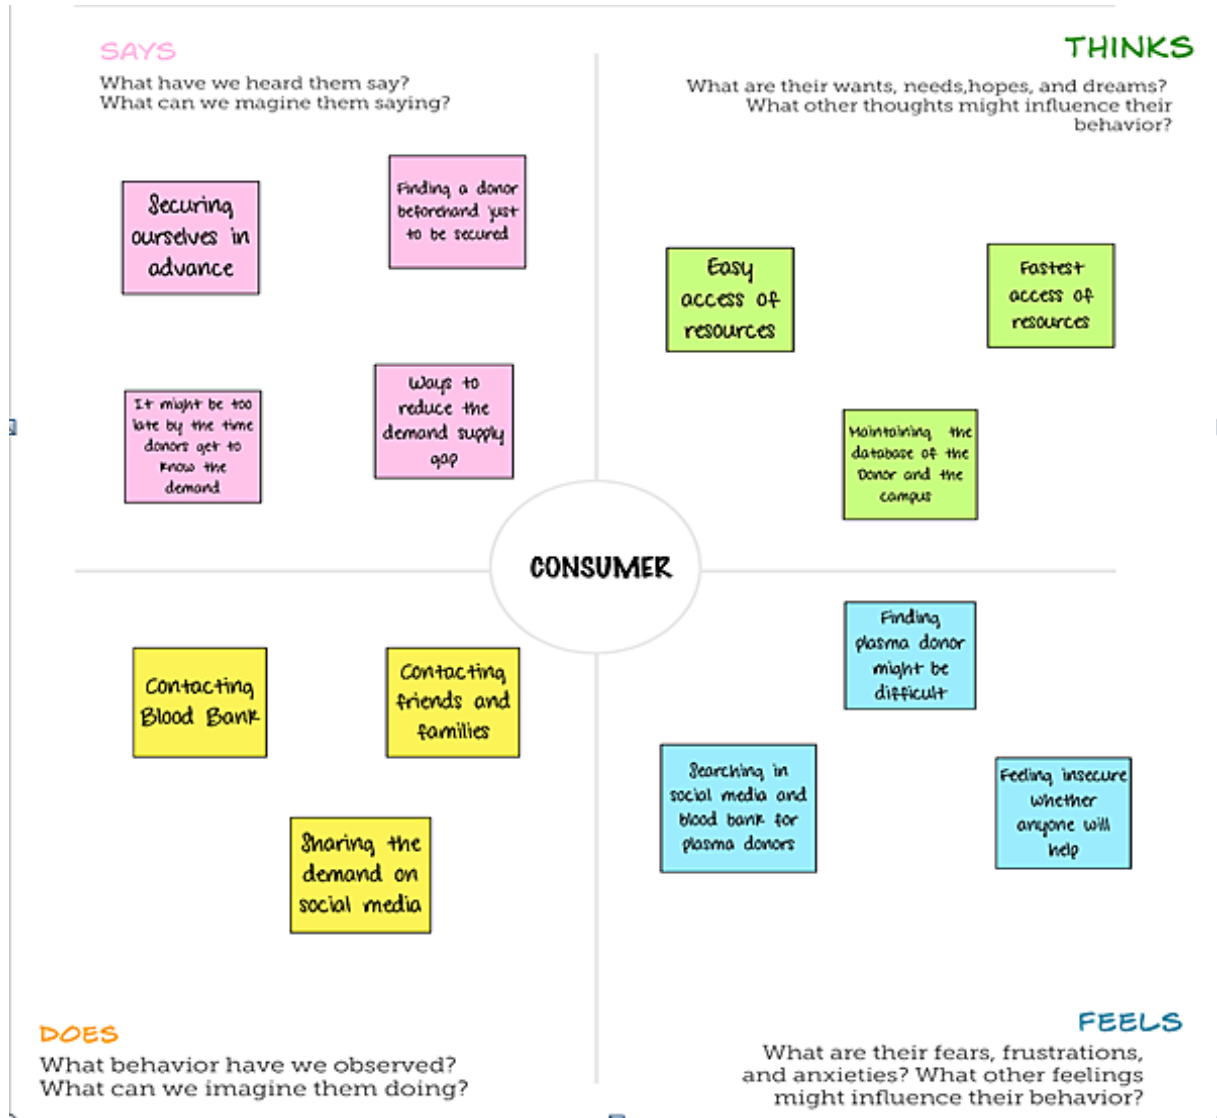 SAYS
What have we heard them say?
What can we magine them saying?
Securing
ourselves in
advance
Finding a donor
beforehand just
to be secured
It might be too
late by the time
donors get to
know the
demand
Ways to
reduce the
demand supply
gap
THINKS
What are their wants, needs,hopes, and dreams?
What other thoughts might influence their
behavior?
Easy
access of
resources
Fastest
access of
resources
Maintaining the
database of the
Donor and the
campus
CONSUMER
Contacting
Blood Bank
Contacting
friends and
families
Sharing the
demand on
social media
DOES
What behavior have we observed?
What can we imagine them doing?
Finding
plasma donor
might be
difficult
Searching in
social media and
blood bank for
plasma donors
Feeling insecure
whether
anyone will
help
FEELS
What are their fears, frustrations,
and anxieties? What other feelings
might influence their behavior?